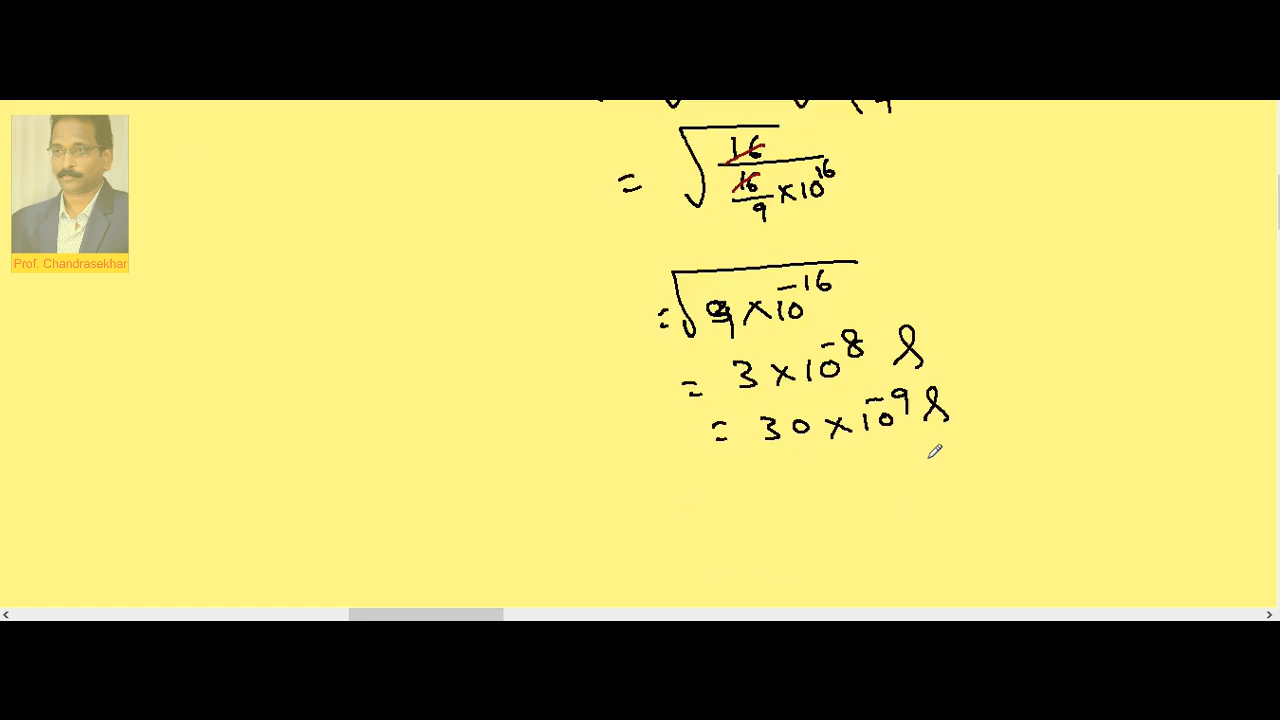 = √(16 / (16/9 × 10^16))
= √(9 × 10^-16)
= 3 × 10^-8 s
= 30 × 10^-9 s
Prof. Chandrasekhar